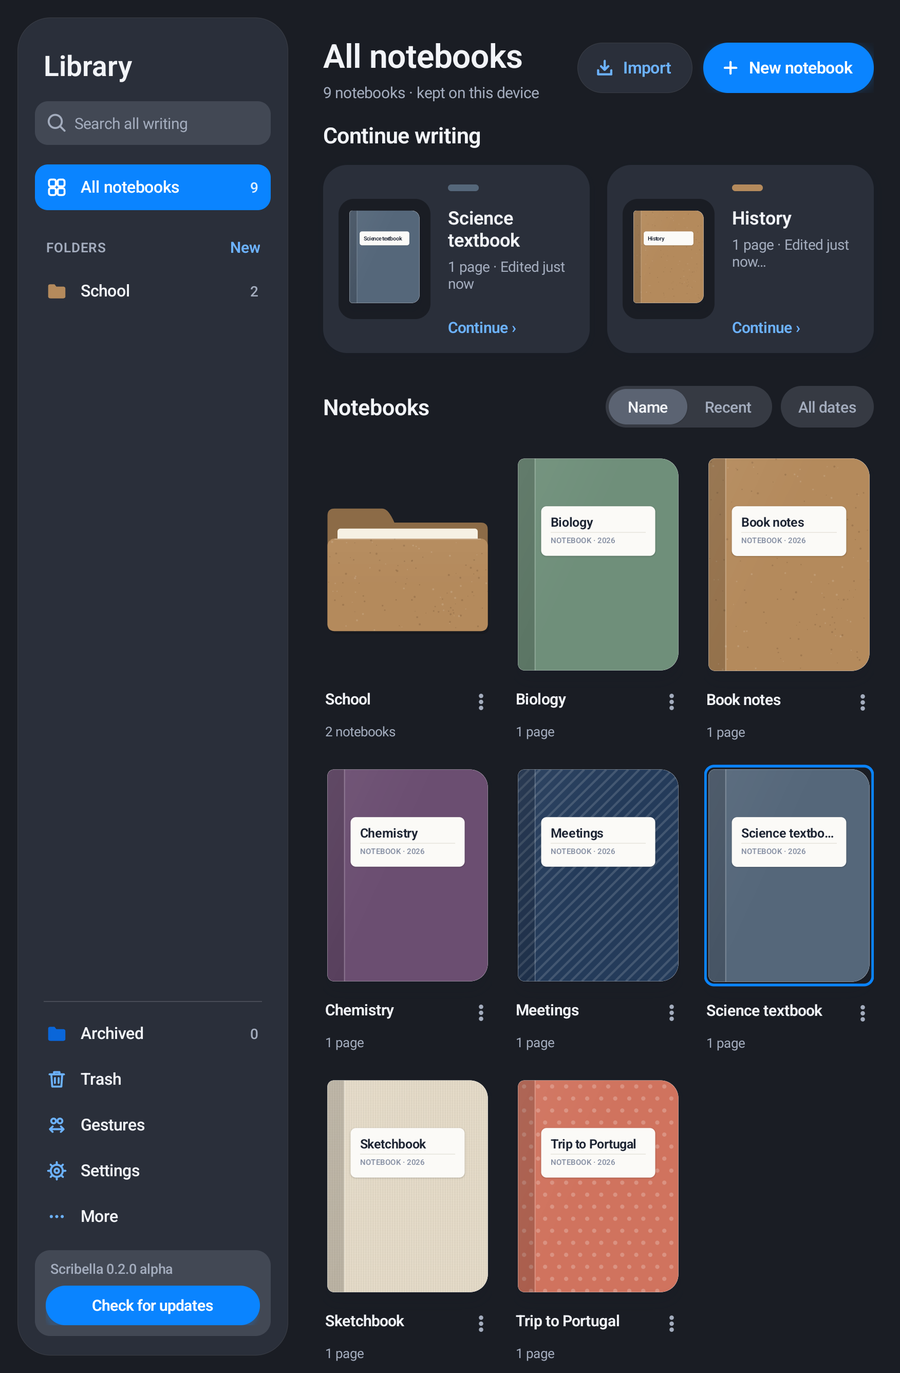 Library
Search all writing
All notebooks 9
FOLDERS New
School 2
Archived 0
Trash
Gestures
Settings
More
Scribella 0.2.0 alpha
Check for updates
All notebooks
9 notebooks · kept on this device
Import
New notebook
Continue writing
Science textbook
Science
textbook
1 page · Edited just
now
Continue ›
History
History
1 page · Edited just
now...
Continue ›
Notebooks
Name Recent All dates
Biology
NOTEBOOK · 2026
Book notes
NOTEBOOK · 2026
School
2 notebooks
Biology
1 page
Book notes
1 page
Chemistry
NOTEBOOK · 2026
Meetings
NOTEBOOK · 2026
Science textbo...
NOTEBOOK · 2026
Chemistry
1 page
Meetings
1 page
Science textbook
1 page
Sketchbook
NOTEBOOK · 2026
Trip to Portugal
NOTEBOOK · 2026
Sketchbook
1 page
Trip to Portugal
1 page